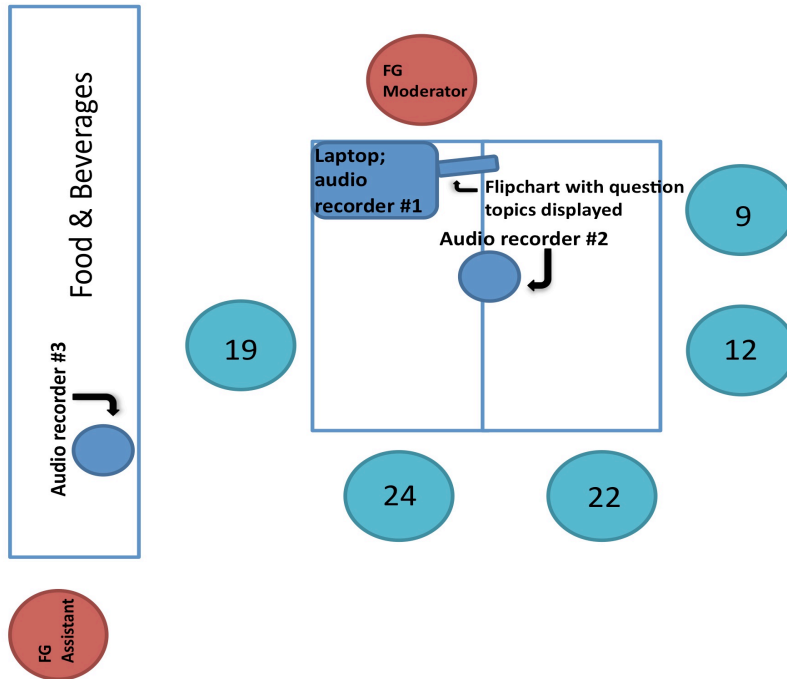 Food & Beverages
Audio recorder #3
FG
Assistant
FG
Moderator
Laptop;
audio
recorder #1
Flipchart with question
topics displayed
Audio recorder #2
9
19
12
24
22